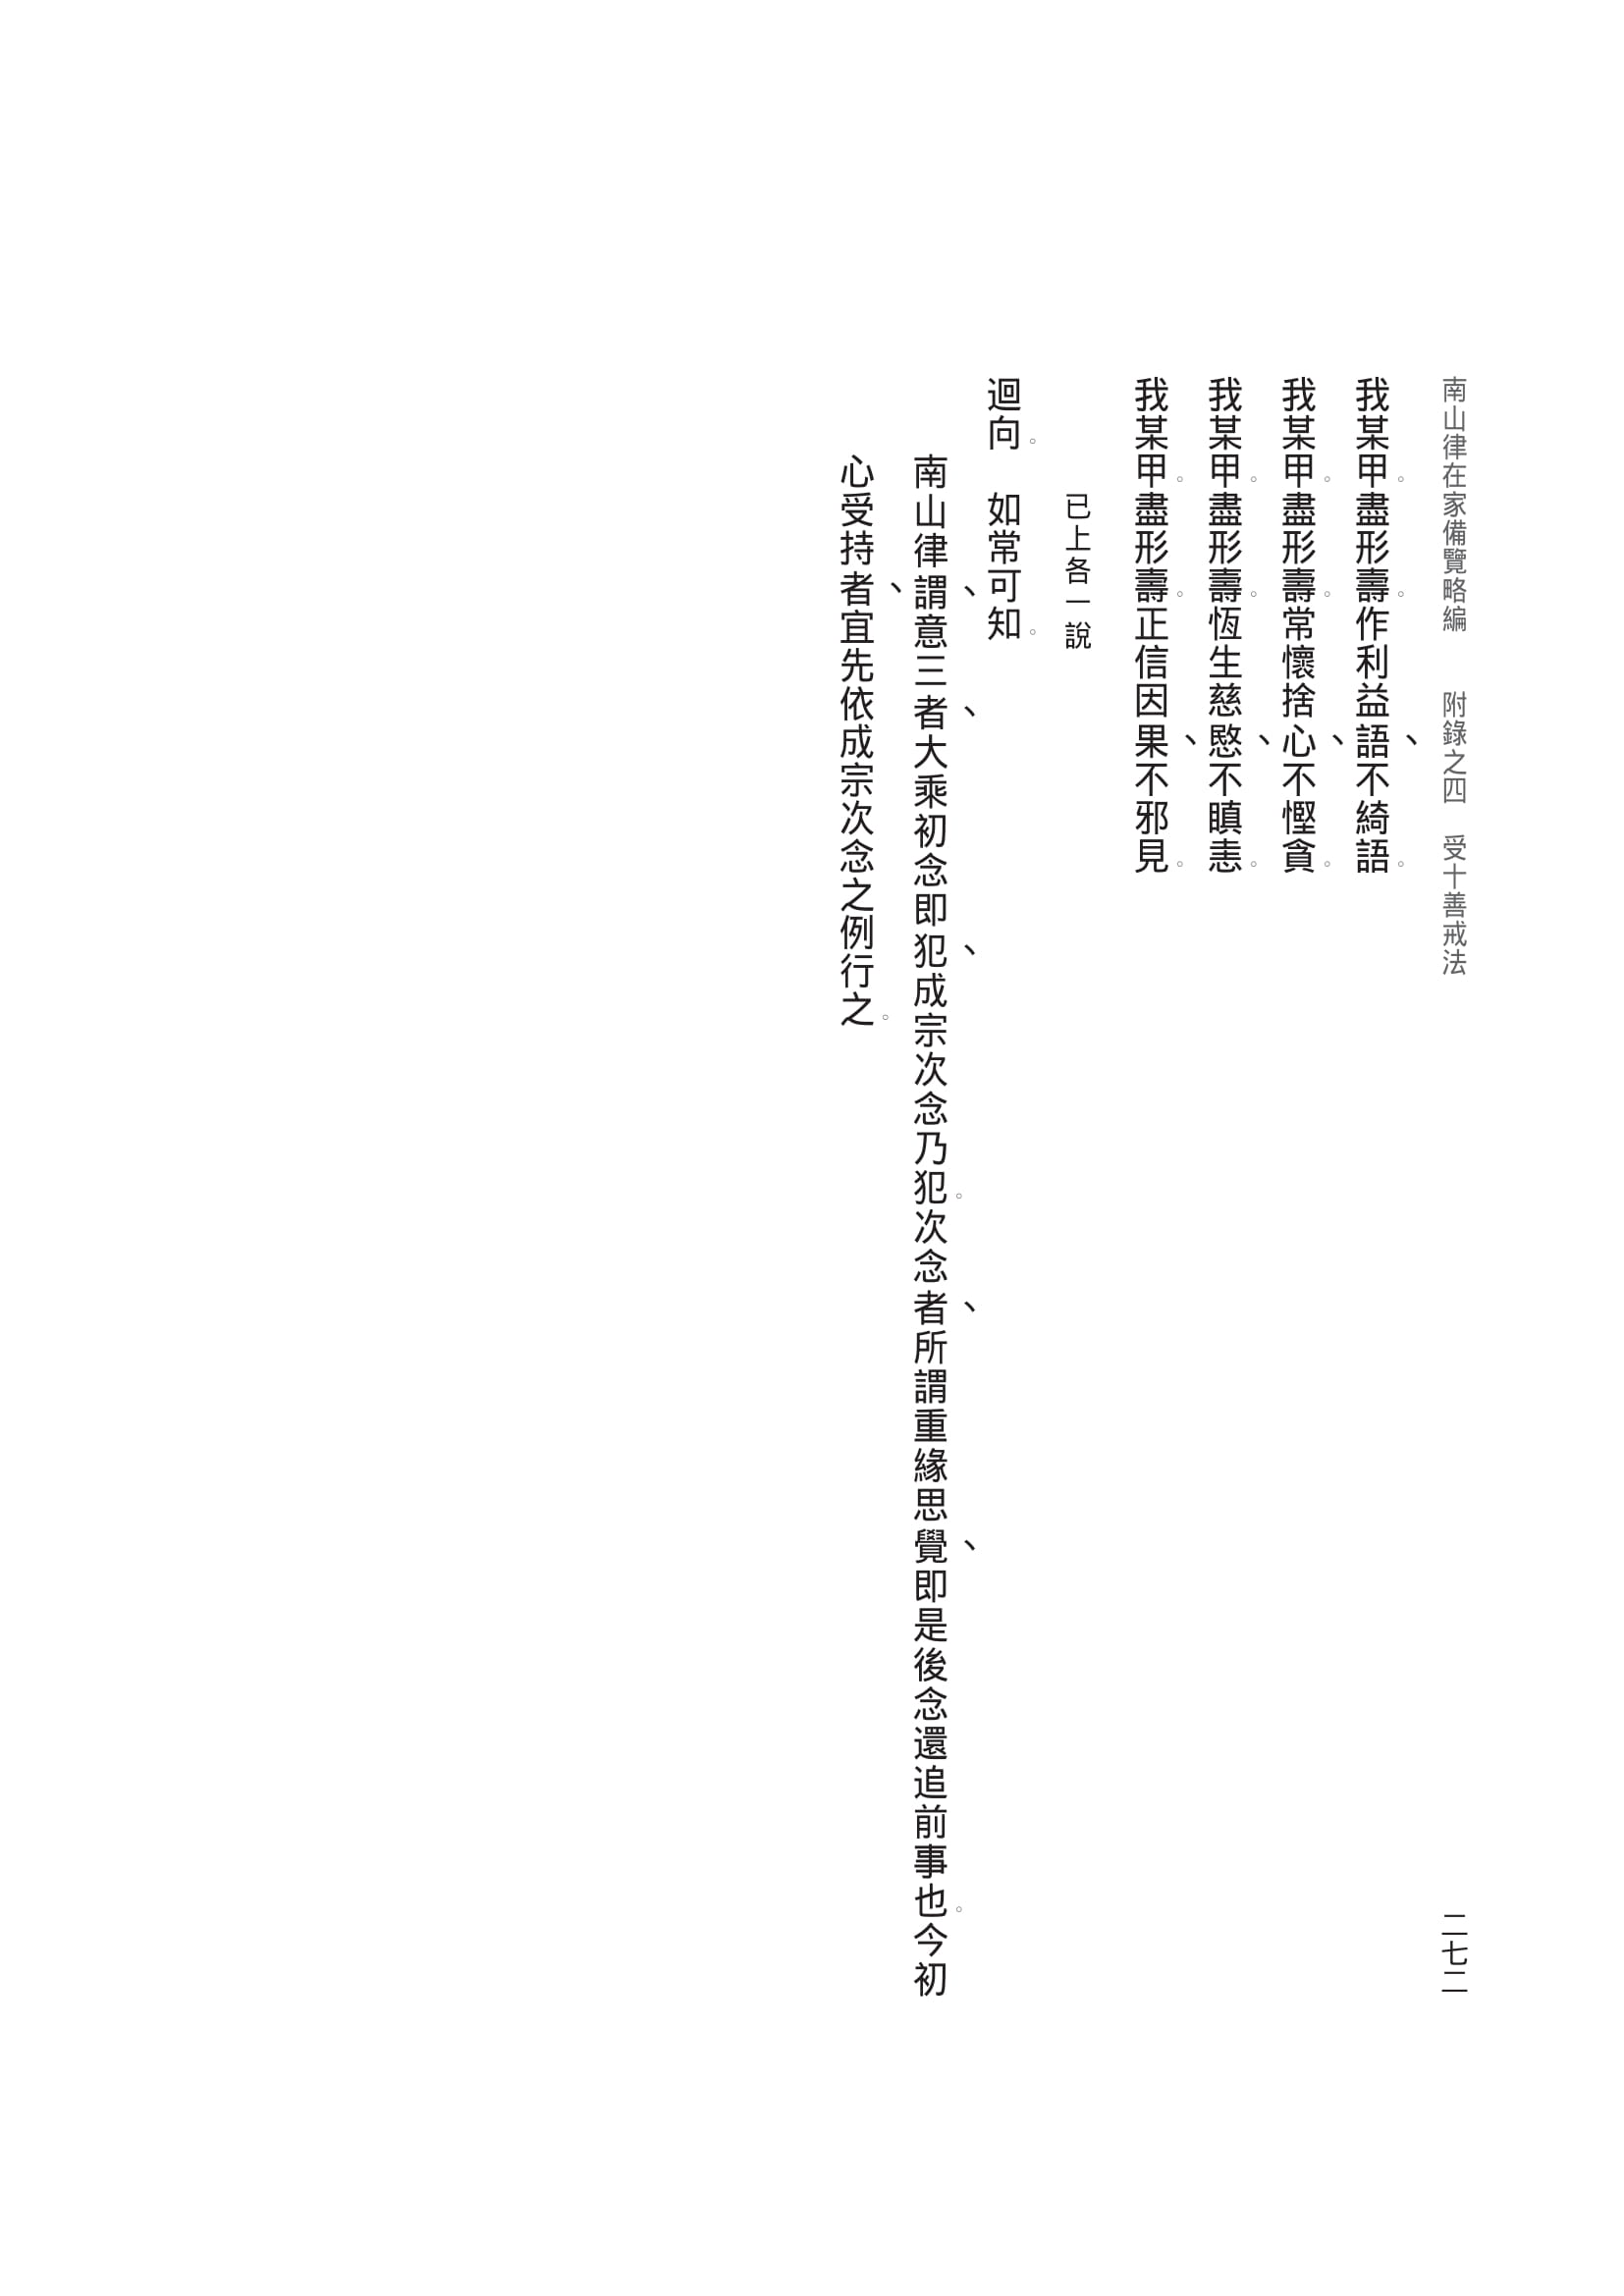 南山律在家備覽略編　　附錄之四　受十善戒法
二七二
我某甲。盡形壽。作利益語、不綺語。
我某甲。盡形壽。常懷捨心、不慳貪。
我某甲。盡形壽。恆生慈愍、不瞋恚。
我某甲。盡形壽。正信因果、不邪見。
已上各一說
迴向。　如常可知。
南山律謂、意三者、大乘初念即犯、成宗次念乃犯。次念者、所謂重緣思覺、即是後念還追前事也。今初
心受持者、宜先依成宗次念之例行之。